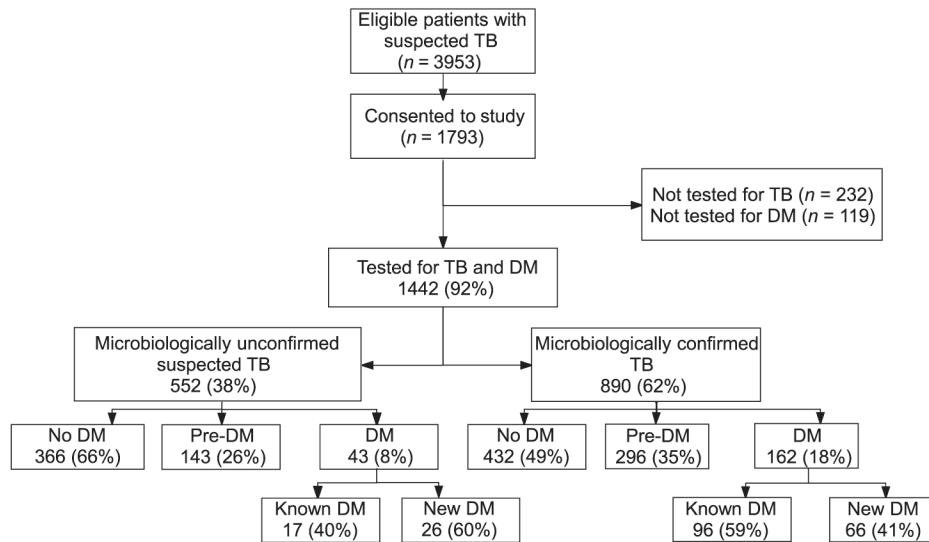 Eligible patients with
suspected TB
(n = 3953)
Consented to study
(n = 1793)
Not tested for TB (n = 232)
Not tested for DM (n = 119)
Tested for TB and DM
1442 (92%)
Microbiologically unconfirmed
suspected TB
552 (38%)
Microbiologically confirmed
TB
890 (62%)
No DM
366 (66%)
Pre-DM
143 (26%)
DM
43 (8%)
No DM
432 (49%)
Pre-DM
296 (35%)
DM
162 (18%)
Known DM
17 (40%)
New DM
26 (60%)
Known DM
96 (59%)
New DM
66 (41%)